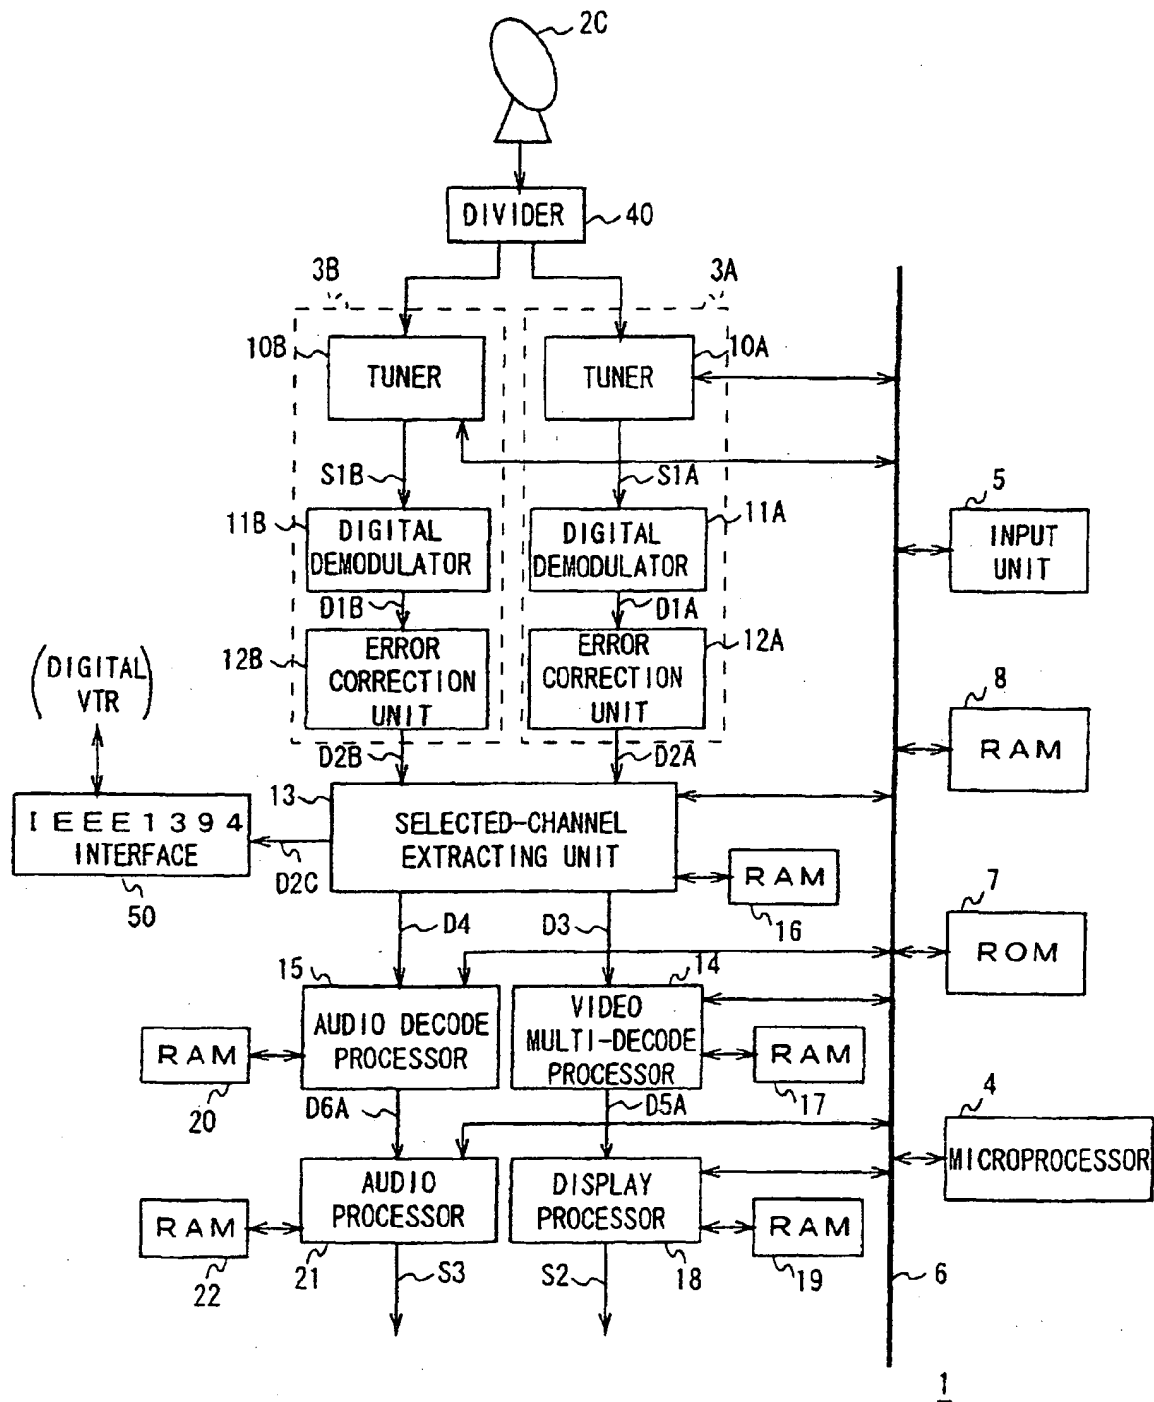 2C
DIVIDER
40
3B
3A
10B
TUNER
TUNER
10A
S1B
S1A
11B
DIGITAL
DEMODULATOR
DIGITAL
DEMODULATOR
11A
5
INPUT
UNIT
D1B
D1A
12B
ERROR
CORRECTION
UNIT
ERROR
CORRECTION
UNIT
12A
(DIGITAL
VTR)
8
RAM
D2B
D2A
13
SELECTED-CHANNEL
EXTRACTING UNIT
IEEE1394
INTERFACE
50
D2C
RAM
16
7
ROM
D4
D3
15
AUDIO DECODE
PROCESSOR
14
VIDEO
MULTI-DECODE
PROCESSOR
RAM
20
RAM
17
D6A
D5A
4
MICROPROCESSOR
AUDIO
PROCESSOR
21
DISPLAY
PROCESSOR
18
RAM
22
RAM
19
S3
S2
6
1